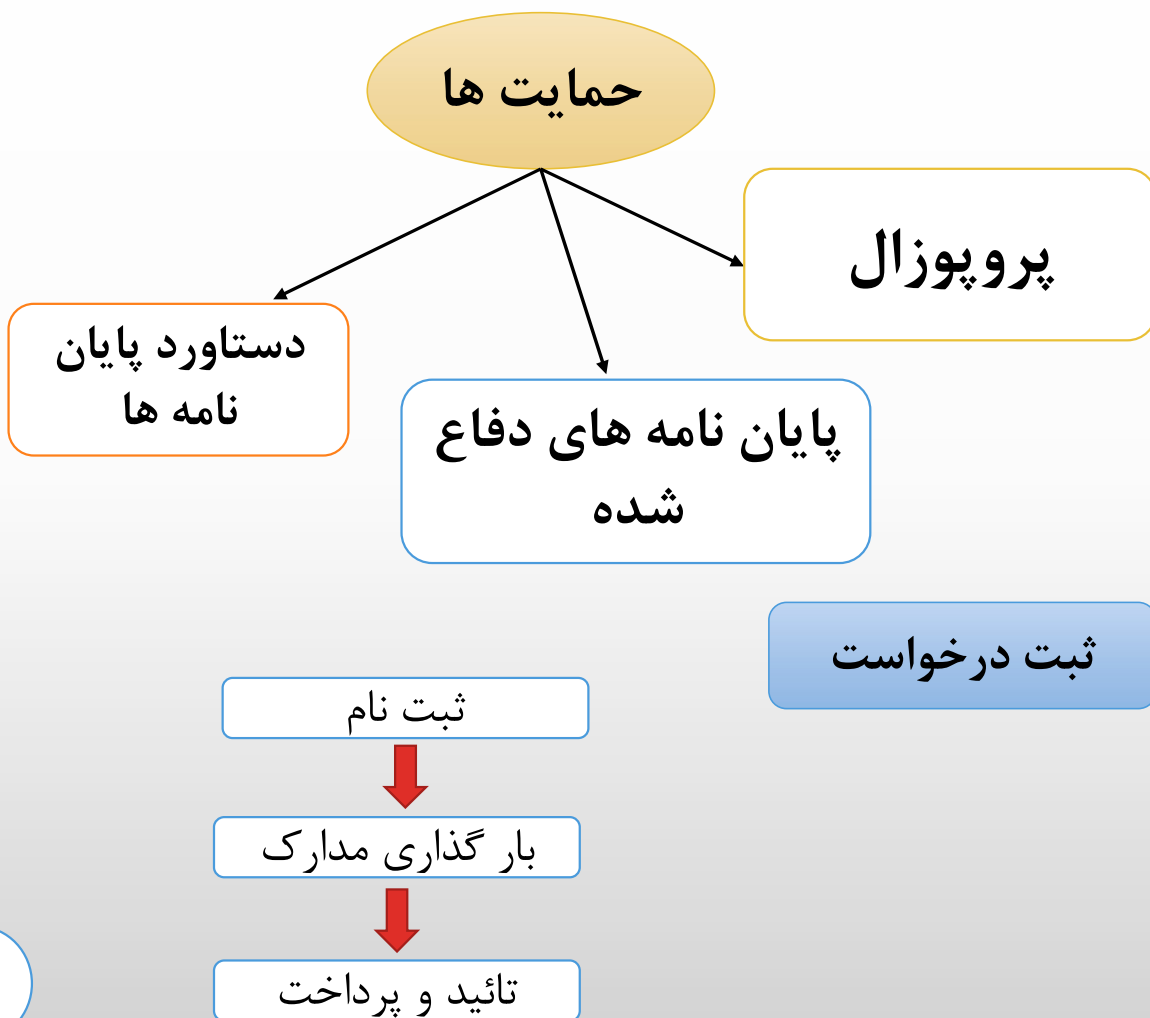 حمایت ها
پروپوزال
دستاورد پایان
نامه ها
پایان نامه های دفاع
شده
ثبت درخواست
ثبت نام
بار گذاری مدارک
تائید و پرداخت